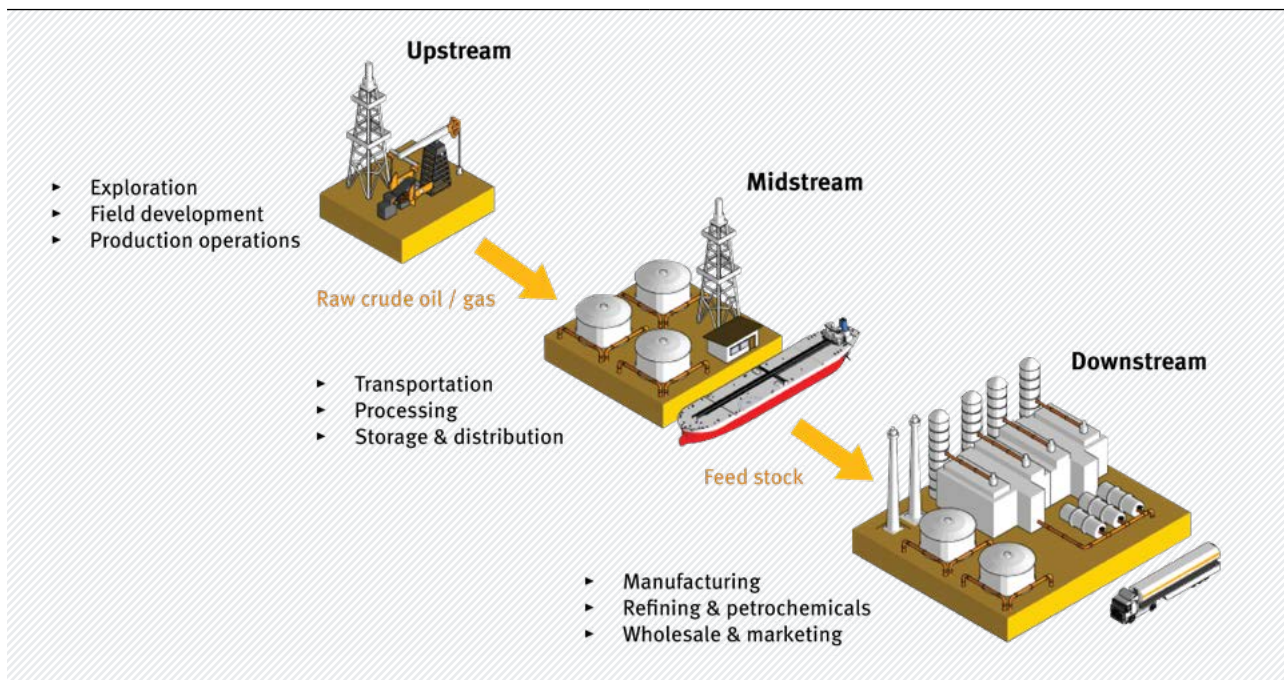 Upstream
► Exploration
► Field development
► Production operations
Raw crude oil / gas
Midstream
► Transportation
► Processing
► Storage & distribution
Feed stock
Downstream
► Manufacturing
► Refining & petrochemicals
► Wholesale & marketing